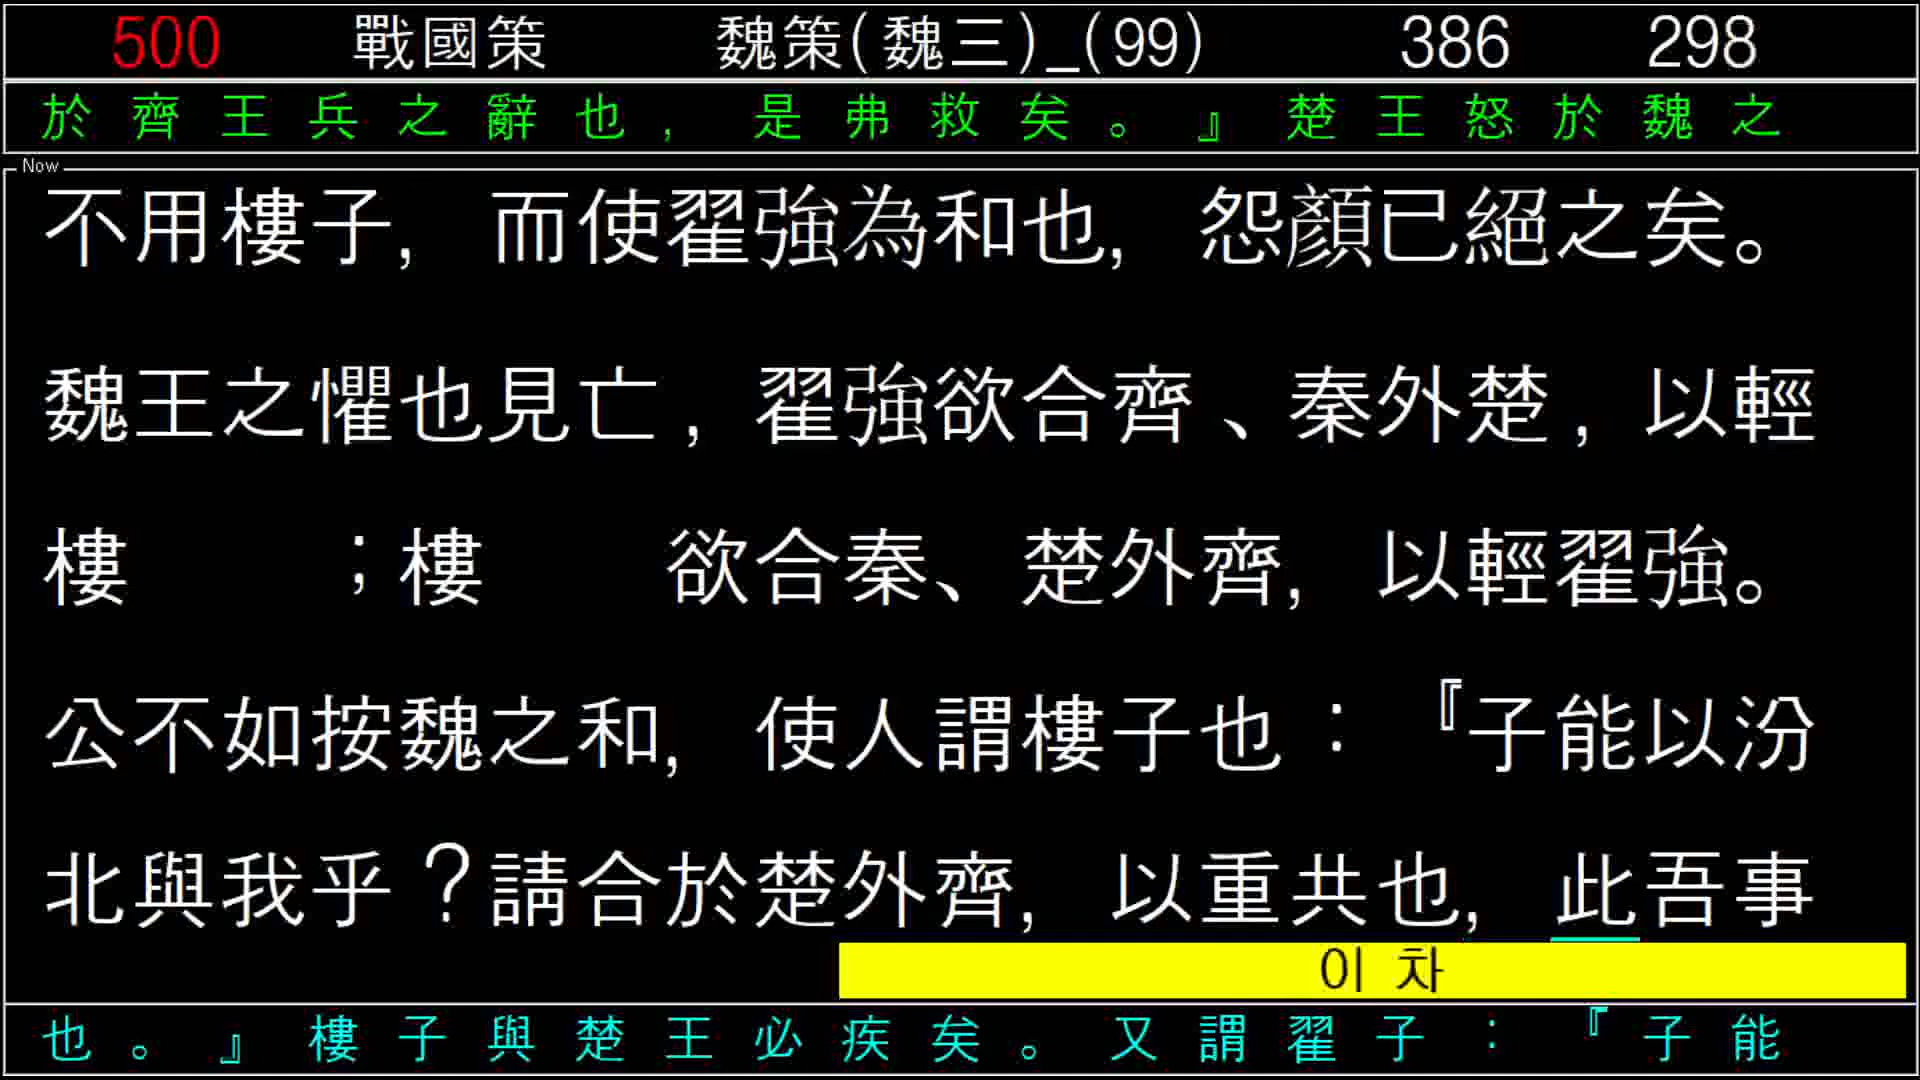 500 戰國策 魏策(魏三)_(99) 386 298
於齊王兵之辭也, 是弗救矣。』楚王怒於魏之
Now
不用樓子, 而使翟強為和也, 怨顏已絕之矣。
魏王之懼也見亡, 翟強欲合齊、秦外楚, 以輕
樓 ;樓 欲合秦、楚外齊, 以輕翟強。
公不如按魏之和, 使人謂樓子也:『子能以汾
北與我乎?請合於楚外齊, 以重共也, 此吾事
이 차
也。』樓子與楚王必疾矣。又謂翟子:『子能